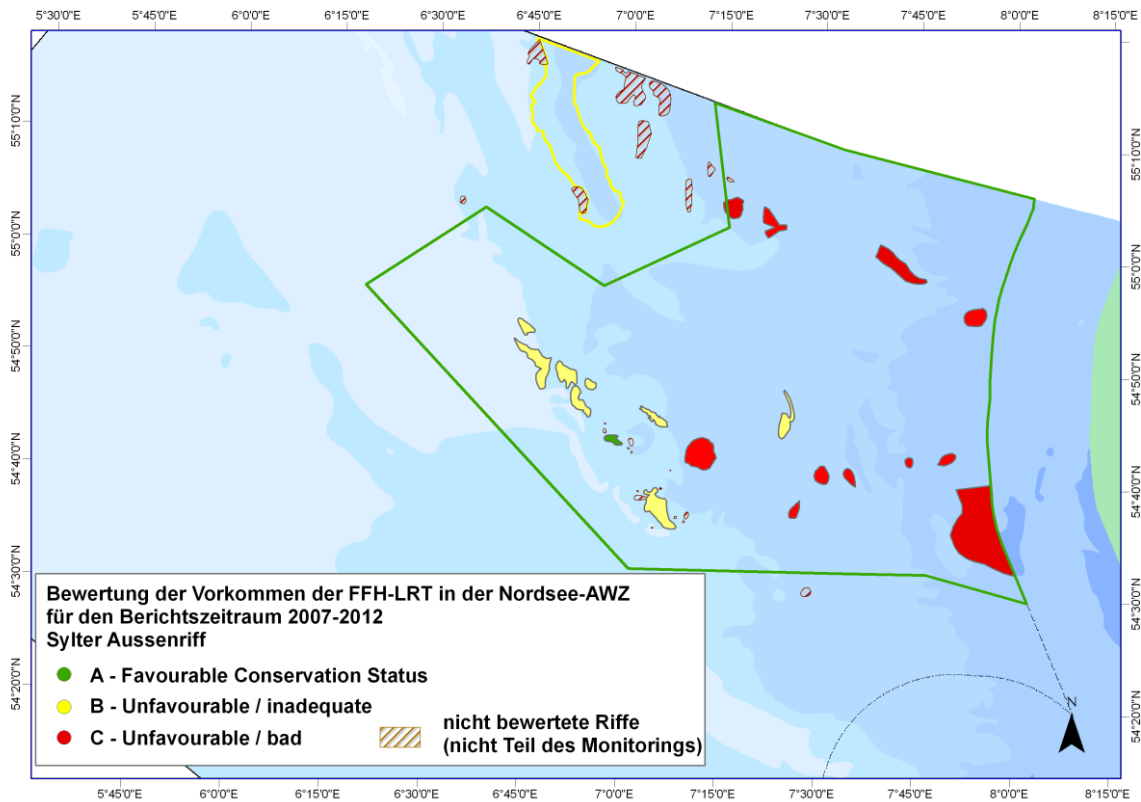 5°30'0"E 5°45'0"E 6°0'0"E 6°15'0"E 6°30'0"E 6°45'0"E 7°0'0"E 7°15'0"E 7°30'0"E 7°45'0"E 8°0'0"E 8°15'0"E
55°10'0"N
55°0'0"N
54°50'0"N
54°40'0"N
54°30'0"N
54°20'0"N
55°10'0"N
55°0'0"N
54°50'0"N
54°40'0"N
54°30'0"N
54°20'0"N
Bewertung der Vorkommen der FFH-LRT in der Nordsee-AWZ
für den Berichtszeitraum 2007-2012
Sylter Aussenriff
A - Favourable Conservation Status
B - Unfavourable / inadequate
C - Unfavourable / bad
nicht bewertete Riffe
(nicht Teil des Monitorings)
N
5°45'0"E 6°0'0"E 6°15'0"E 6°30'0"E 6°45'0"E 7°0'0"E 7°15'0"E 7°30'0"E 7°45'0"E 8°0'0"E 8°15'0"E